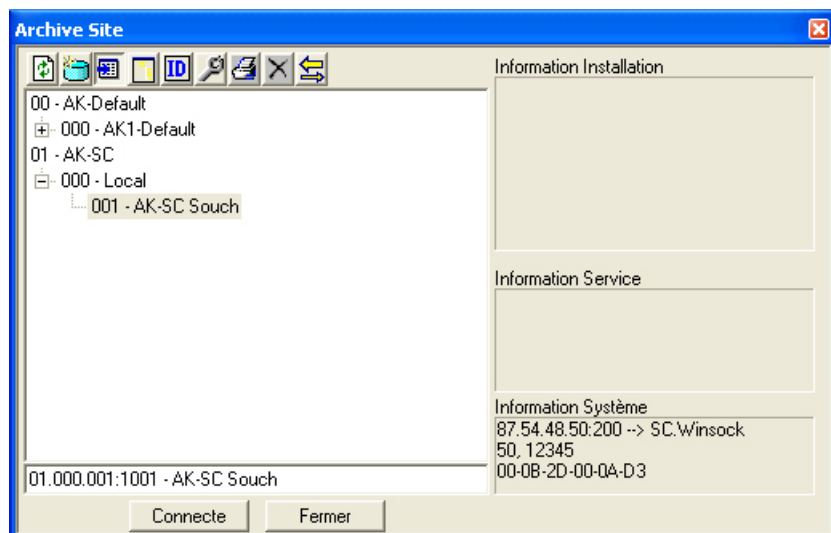 Archive Site
ID
00 - AK-Default
000 - AK1-Default
01 - AK-SC
000 - Local
001 - AK-SC Souch
01.000.001:1001 - AK-SC Souch
Connecte
Fermer
Information Installation
Information Service
Information Système
87.54.48.50:200 --> SC.Winsock
50, 12345
00-0B-2D-00-0A-D3